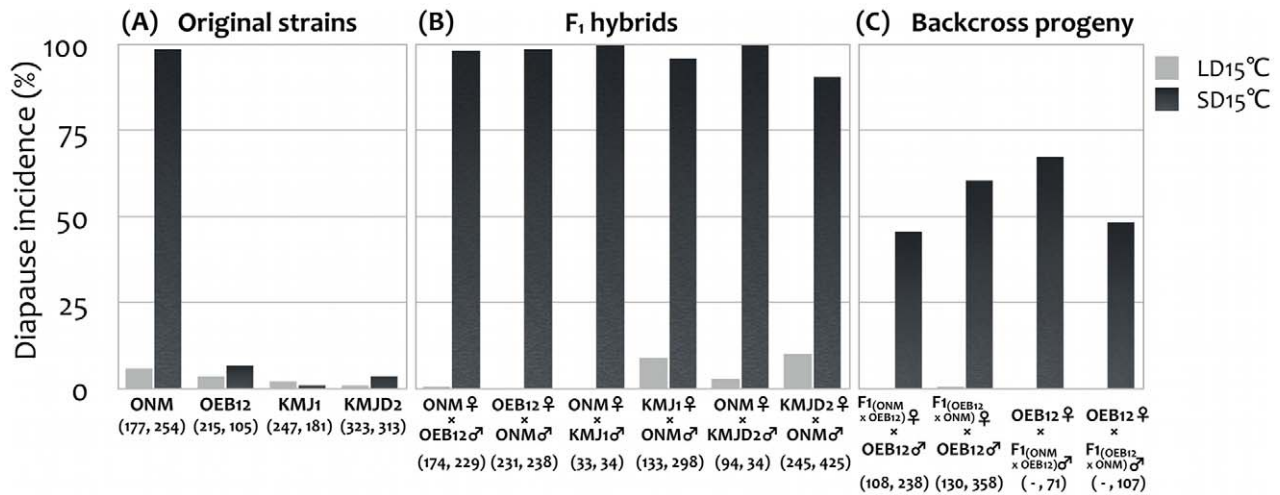 (A) Original strains
(B) F₁ hybrids
(C) Backcross progeny
LD15℃
SD15℃
Diapause incidence (%)
100
75
50
25
0
ONM
(177, 254)
OEB12
(215, 105)
KMJ1
(247, 181)
KMJD2
(323, 313)
ONM♀
×
OEB12♂
(174, 229)
OEB12♀
×
ONM♂
(231, 238)
ONM♀
×
KMJ1♂
(33, 34)
KMJ1♀
×
ONM♂
(133, 298)
ONM♀
×
KMJD2♂
(94, 34)
KMJD2♀
×
ONM♂
(245, 425)
F1(ONM
x OEB12)♀
×
OEB12♂
(108, 238)
F1(OEB12
x ONM)♀
×
OEB12♂
(130, 358)
OEB12♀
×
F1(ONM
x OEB12)♂
( - , 71)
OEB12♀
×
F1(OEB12
x ONM)♂
( - , 107)